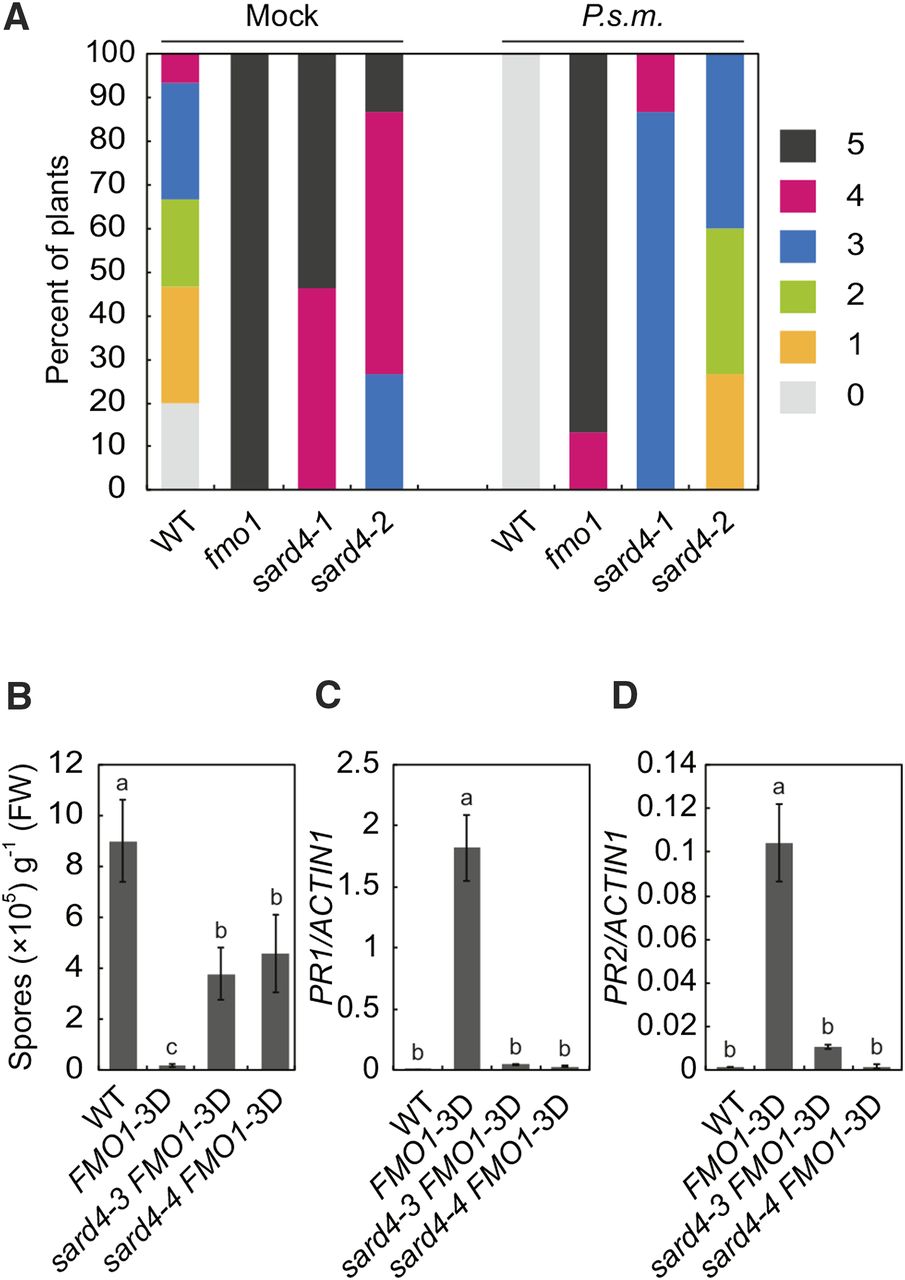 A
Mock
P.s.m.
Percent of plants
100
90
80
70
60
50
40
30
20
10
0
WT
fmo1
sard4-1
sard4-2
WT
fmo1
sard4-1
sard4-2
5
4
3
2
1
0
B
Spores (×10⁵) g⁻¹ (FW)
12
10
8
6
4
2
0
a
c
b
b
WT
FMO1-3D
sard4-3 FMO1-3D
sard4-4 FMO1-3D
C
PR1/ACTIN1
2.5
2
1.5
1
0.5
0
b
a
b
b
WT
FMO1-3D
sard4-3 FMO1-3D
sard4-4 FMO1-3D
D
PR2/ACTIN1
0.14
0.12
0.1
0.08
0.06
0.04
0.02
0
b
a
b
b
WT
FMO1-3D
sard4-3 FMO1-3D
sard4-4 FMO1-3D